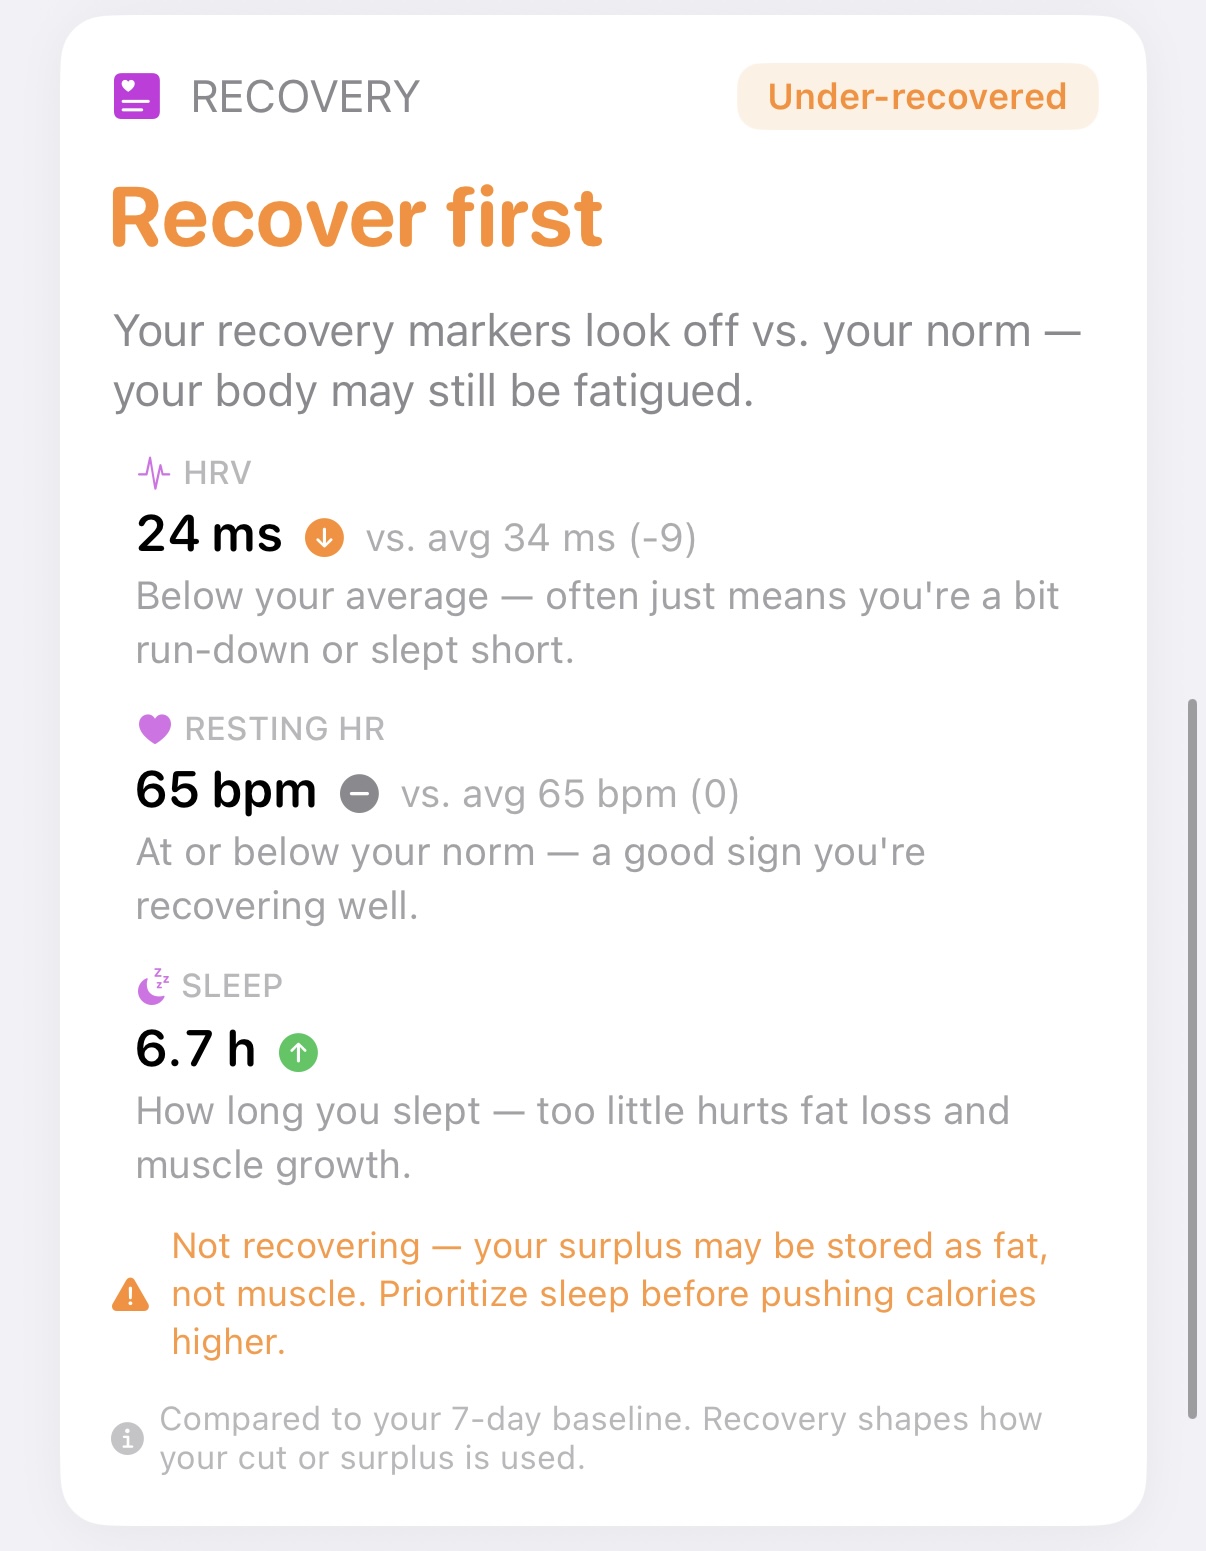 RECOVERY
Under-recovered
Recover first
Your recovery markers look off vs. your norm —
your body may still be fatigued.
HRV
24 ms vs. avg 34 ms (-9)
Below your average — often just means you're a bit
run-down or slept short.
RESTING HR
65 bpm vs. avg 65 bpm (0)
At or below your norm — a good sign you're
recovering well.
SLEEP
6.7 h
How long you slept — too little hurts fat loss and
muscle growth.
Not recovering — your surplus may be stored as fat,
not muscle. Prioritize sleep before pushing calories
higher.
Compared to your 7-day baseline. Recovery shapes how
your cut or surplus is used.